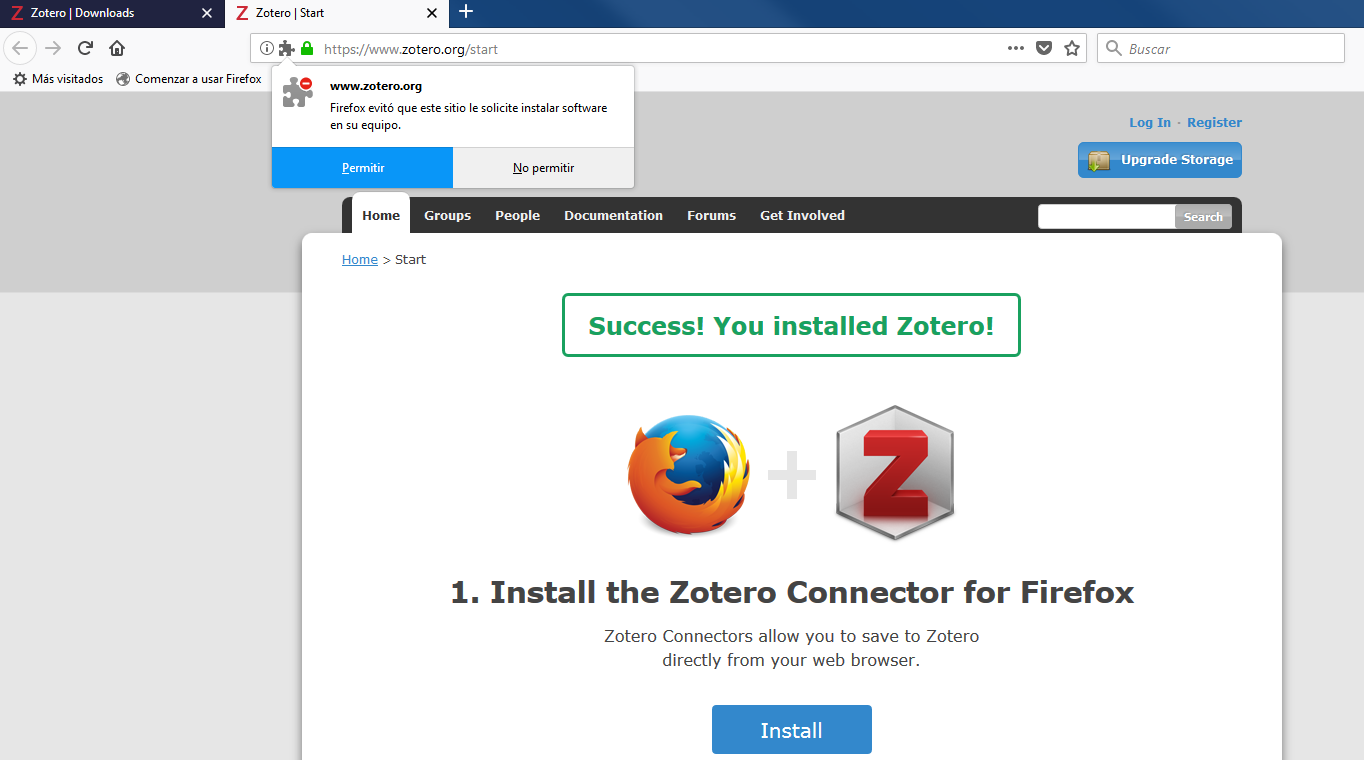 Zotero | Downloads
Zotero | Start
https://www.zotero.org/start
Buscar
Más visitados
Comenzar a usar Firefox
www.zotero.org
Firefox evitó que este sitio le solicite instalar software
en su equipo.
Permitir
No permitir
Log In · Register
Upgrade Storage
Home
Groups
People
Documentation
Forums
Get Involved
Search
Home > Start
Success! You installed Zotero!
Z
1. Install the Zotero Connector for Firefox
Zotero Connectors allow you to save to Zotero
directly from your web browser.
Install